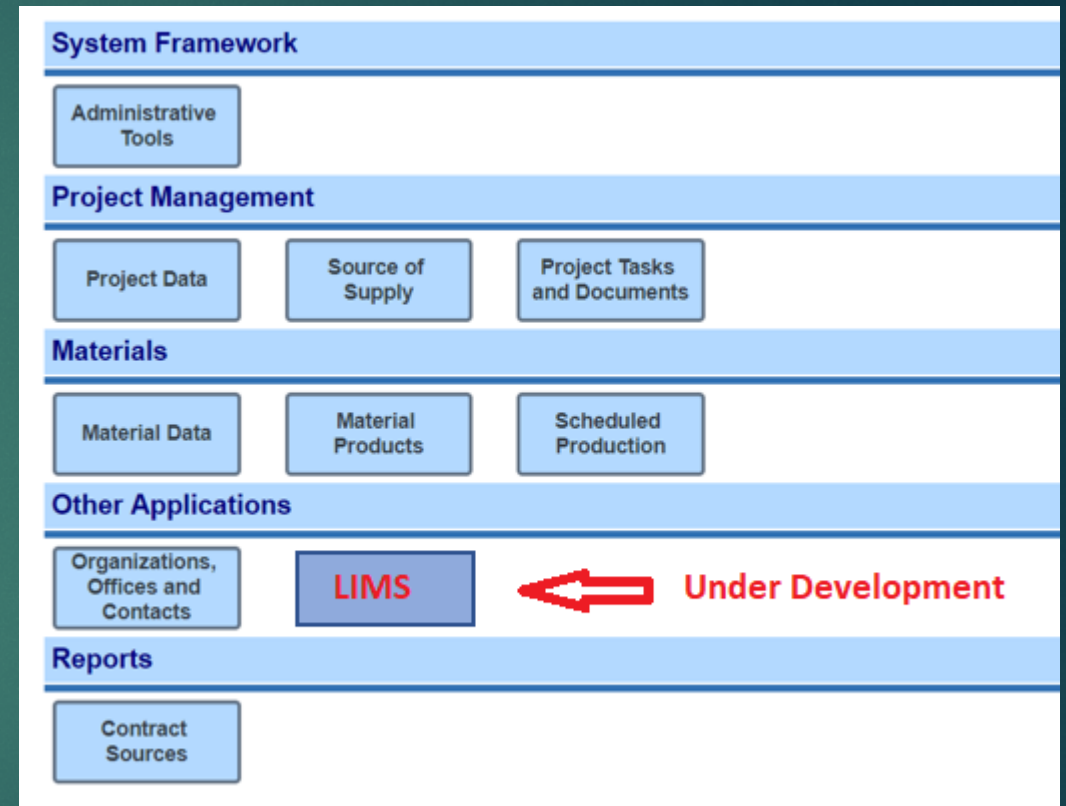 System Framework
Administrative
Tools
Project Management
Project Data
Source of
Supply
Project Tasks
and Documents
Materials
Material Data
Material
Products
Scheduled
Production
Other Applications
Organizations,
Offices and
Contacts
LIMS
Under Development
Reports
Contract
Sources